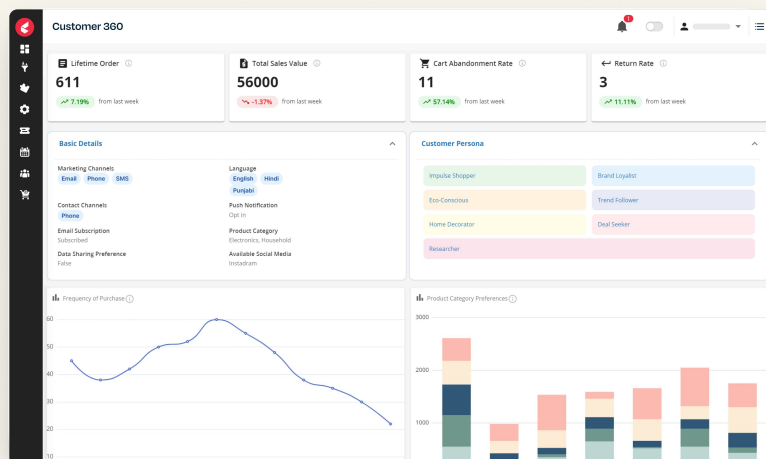 Customer 360
1
Lifetime Order
611
7.19% from last week
Total Sales Value
56000
-1.37% from last week
Cart Abandonment Rate
11
57.14% from last week
Return Rate
3
11.11% from last week
Basic Details
Marketing Channels
Email Phone SMS
Language
English Hindi
Punjabi
Contact Channels
Phone
Push Notification
Opt in
Email Subscription
Subscribed
Product Category
Electronics, Household
Data Sharing Preference
False
Available Social Media
Instadram
Customer Persona
Impulse Shopper
Brand Loyalist
Eco-Conscious
Trend Follower
Home Decorator
Deal Seeker
Researcher
Frequency of Purchase
60
50
40
30
20
10
Product Category Preferences
3000
2000
1000